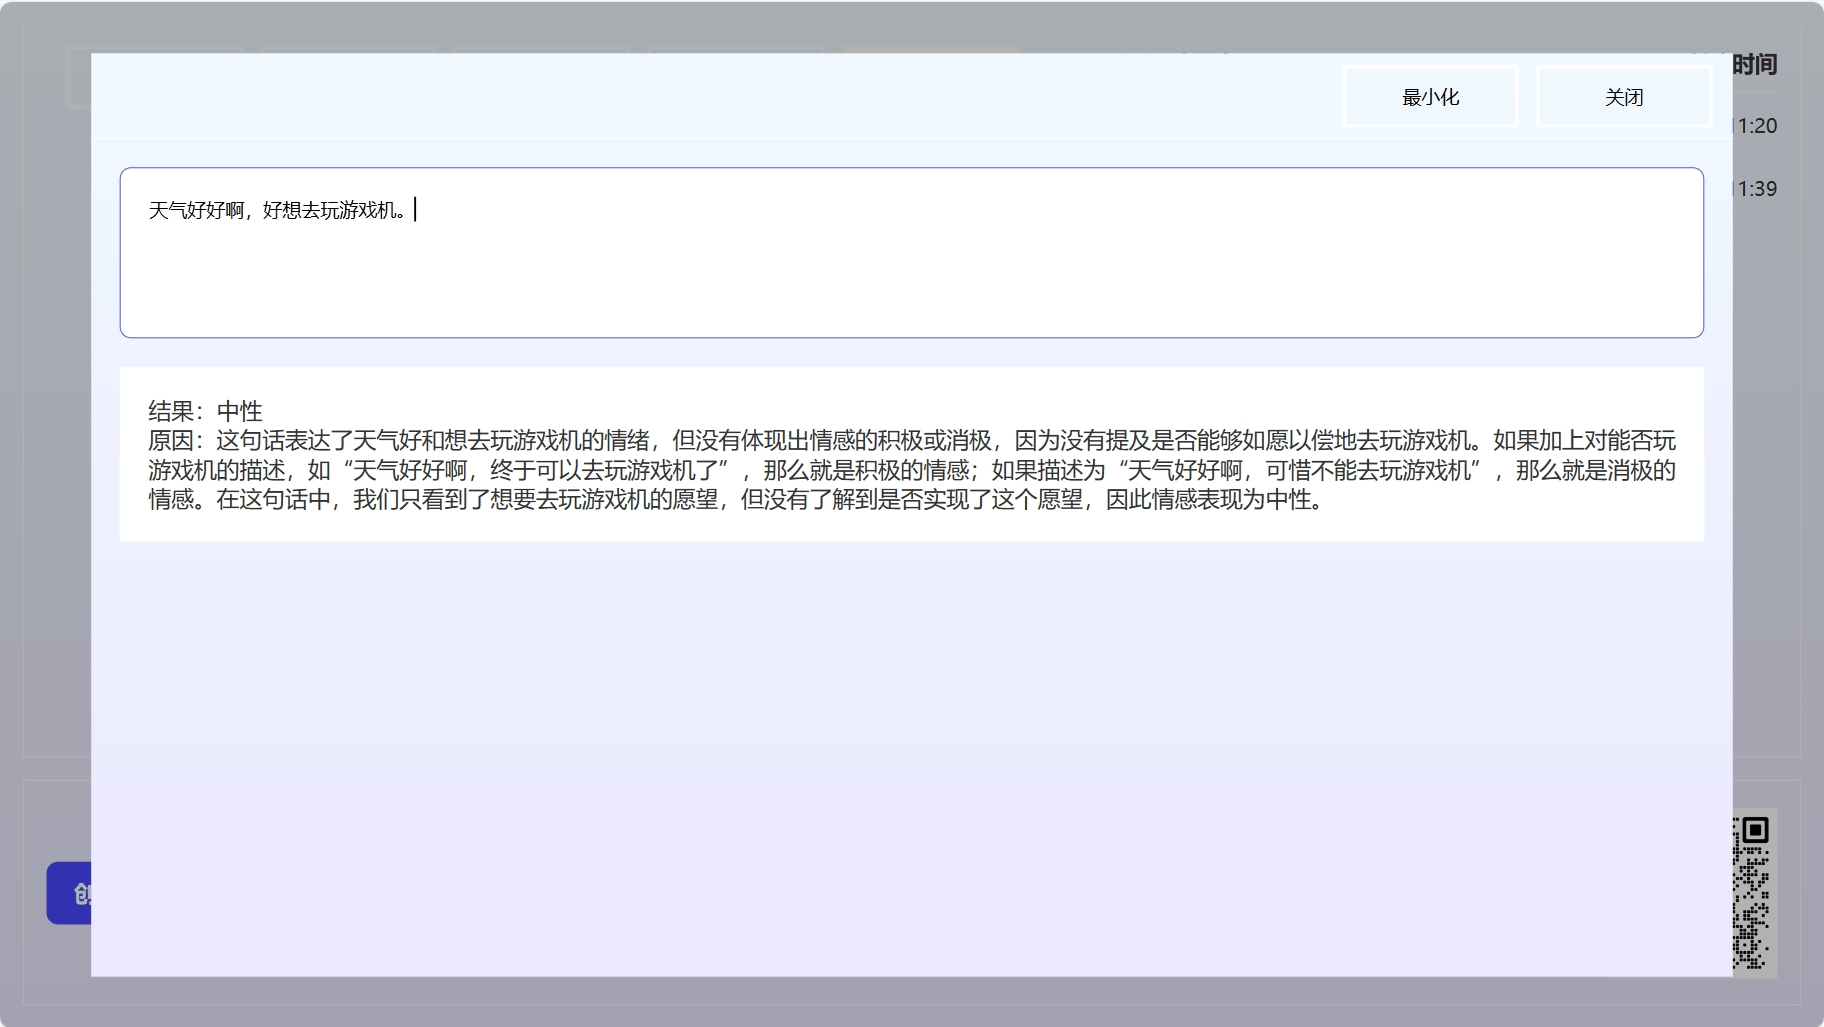 时间
最小化
关闭
1:20
天气好好啊，好想去玩游戏机。
1:39
结果：中性
原因：这句话表达了天气好和想去玩游戏机的情绪，但没有体现出情感的积极或消极，因为没有提及是否能够如愿以偿地去玩游戏机。如果加上对能否玩
游戏机的描述，如“天气好好啊，终于可以去玩游戏机了”，那么就是积极的情感；如果描述为“天气好好啊，可惜不能去玩游戏机”，那么就是消极的
情感。在这句话中，我们只看到了想要去玩游戏机的愿望，但没有了解到是否实现了这个愿望，因此情感表现为中性。
创